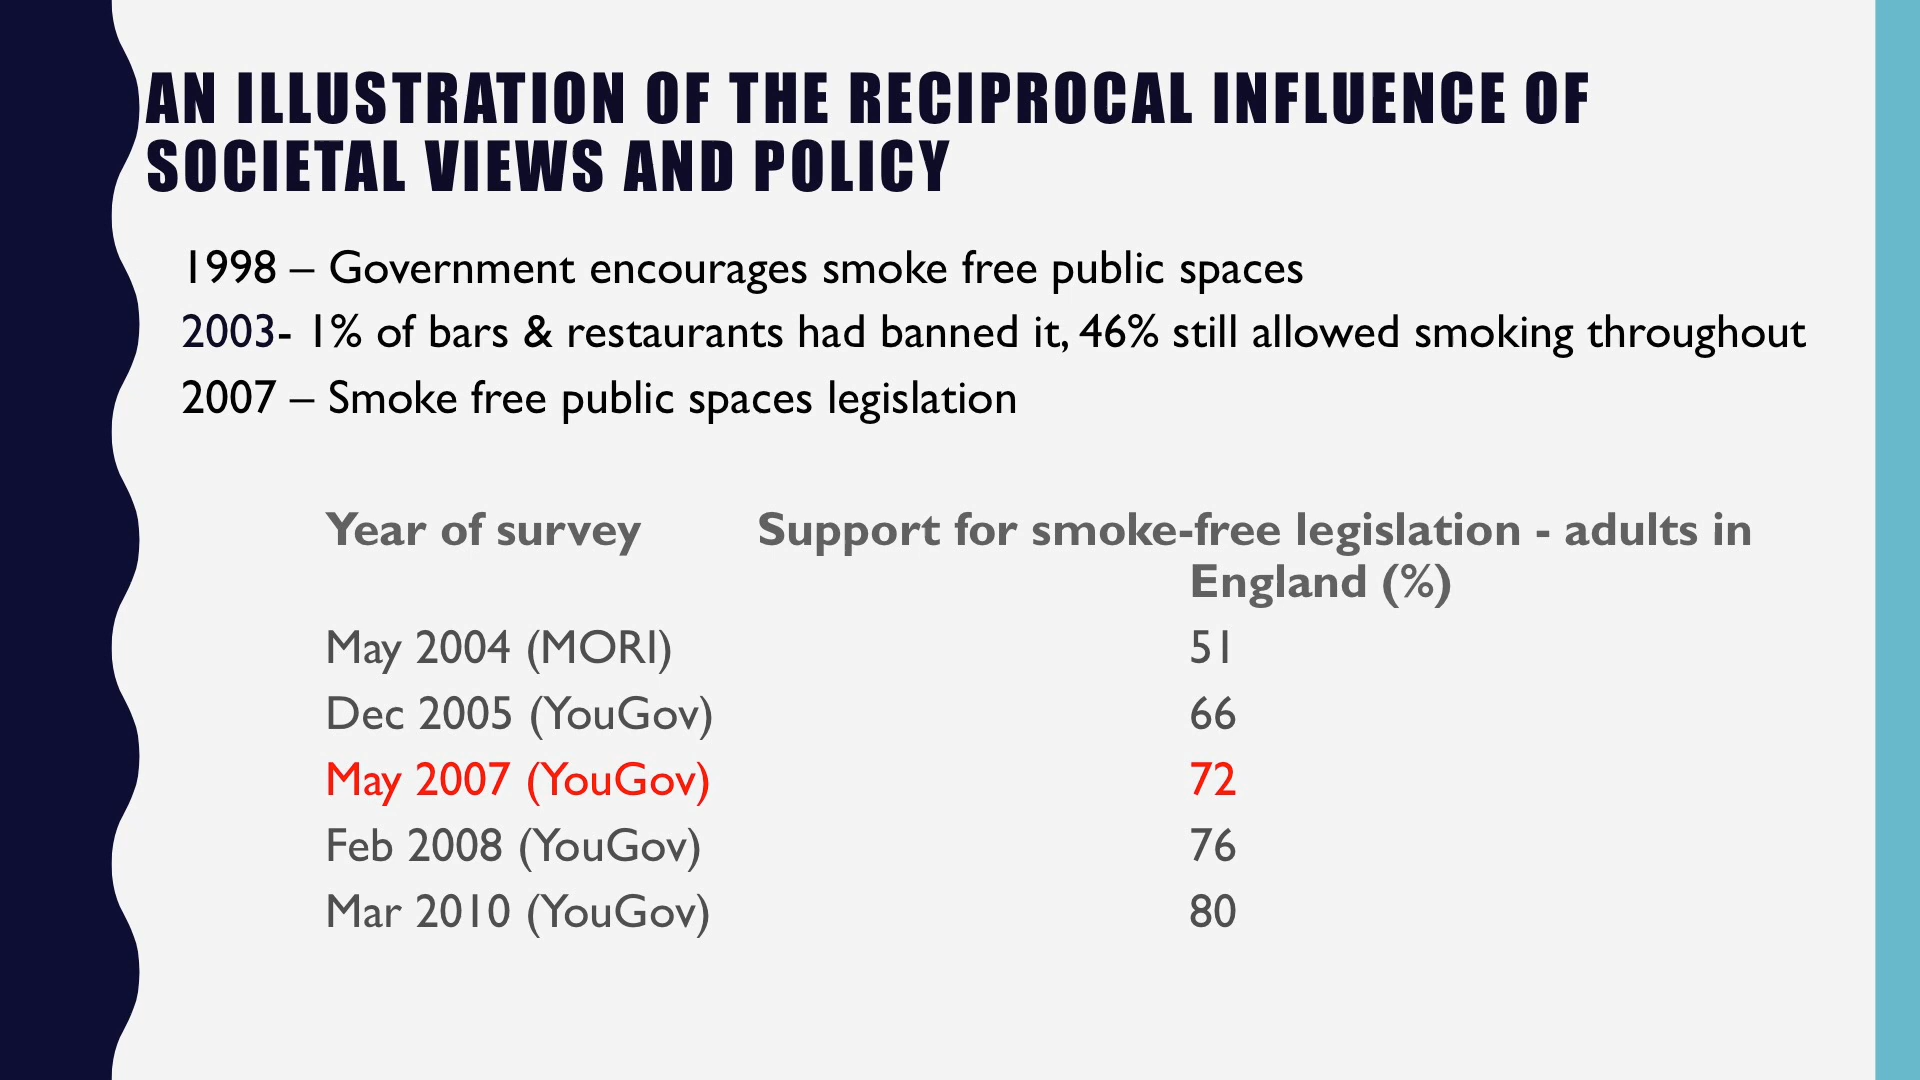 AN ILLUSTRATION OF THE RECIPROCAL INFLUENCE OF
SOCIETAL VIEWS AND POLICY
1998 – Government encourages smoke free public spaces
2003- 1% of bars & restaurants had banned it, 46% still allowed smoking throughout
2007 – Smoke free public spaces legislation
Year of survey Support for smoke-free legislation - adults in
England (%)
May 2004 (MORI) 51
Dec 2005 (YouGov) 66
May 2007 (YouGov) 72
Feb 2008 (YouGov) 76
Mar 2010 (YouGov) 80